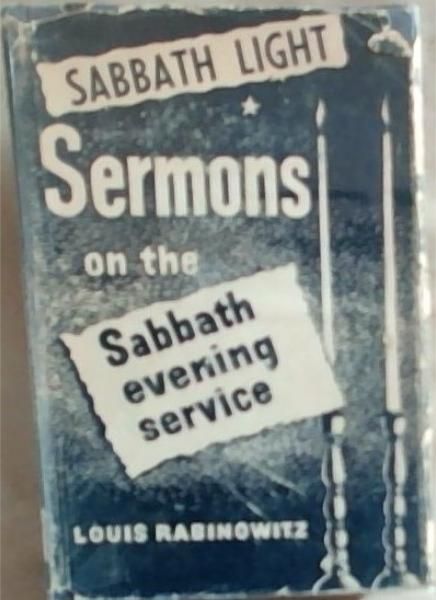 SABBATH LIGHT
Sermons
on the
Sabbath
evening
service
LOUIS RABINOWITZ